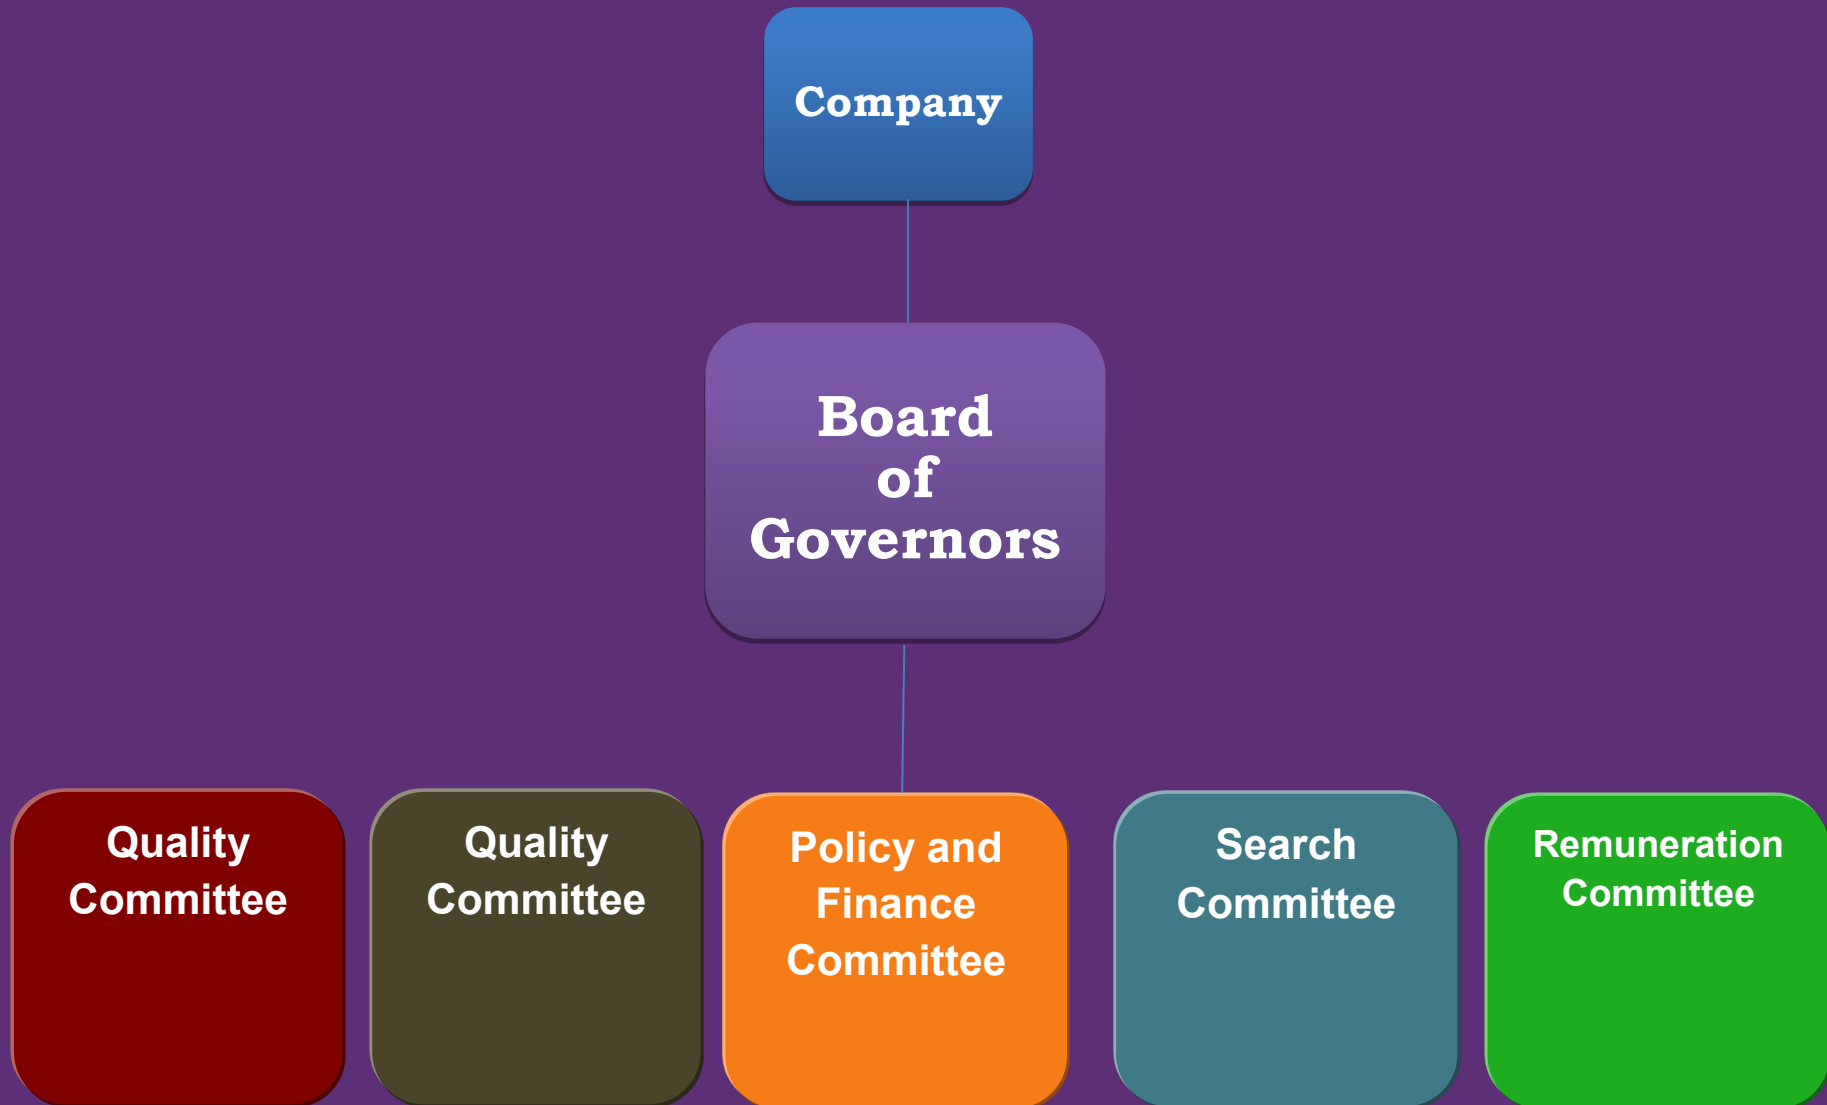 Company
Board
of
Governors
Quality
Committee
Quality
Committee
Policy and
Finance
Committee
Search
Committee
Remuneration
Committee